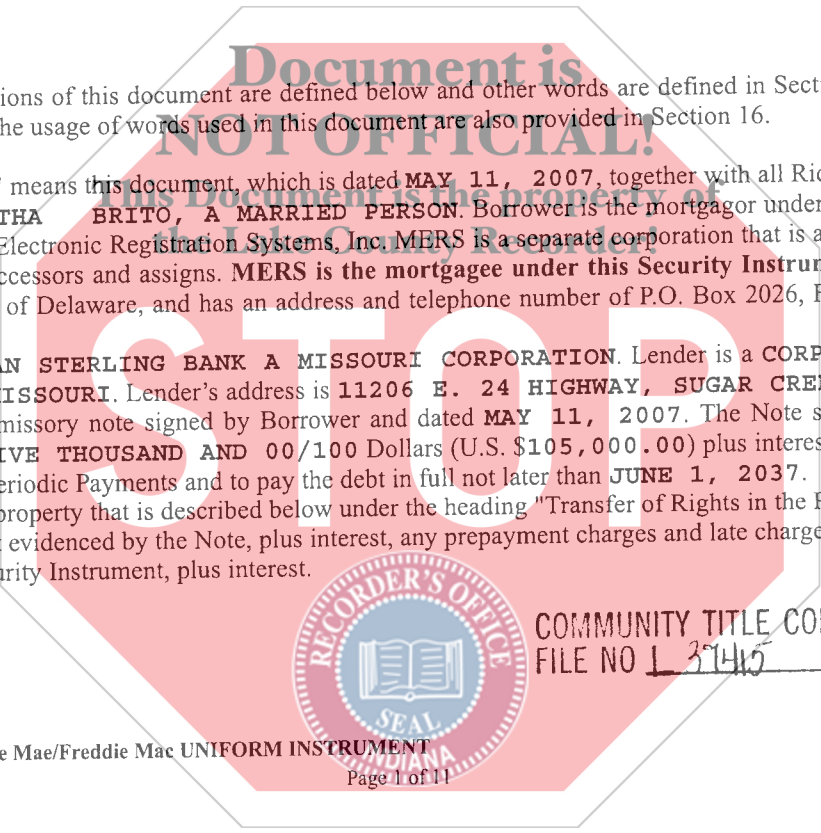 Document is
NOT OFFICIAL!
This Document is the property of
the Lake County Recorder!
STOP
ions of this document are defined below and other words are defined in Sect
he usage of words used in this document are also provided in Section 16.
" means this document, which is dated MAY 11, 2007, together with all Ri
THA BRITO, A MARRIED PERSON. Borrower is the mortgagor under
Electronic Registration Systems, Inc. MERS is a separate corporation that is a
ccessors and assigns. MERS is the mortgagee under this Security Instru
of Delaware, and has an address and telephone number of P.O. Box 2026, F
AN STERLING BANK A MISSOURI CORPORATION. Lender is a CORP
ISSOURI. Lender's address is 11206 E. 24 HIGHWAY, SUGAR CREE
missory note signed by Borrower and dated MAY 11, 2007. The Note s
IVE THOUSAND AND 00/100 Dollars (U.S. $105,000.00) plus interes
eriodic Payments and to pay the debt in full not later than JUNE 1, 2037.
property that is described below under the heading "Transfer of Rights in the P
t evidenced by the Note, plus interest, any prepayment charges and late charge
urity Instrument, plus interest.
RECORDER'S OFFICE
SEAL
INDIANA
COMMUNITY TITLE CO
FILE NO L 37415
e Mae/Freddie Mac UNIFORM INSTRUMENT
Page 1 of 11